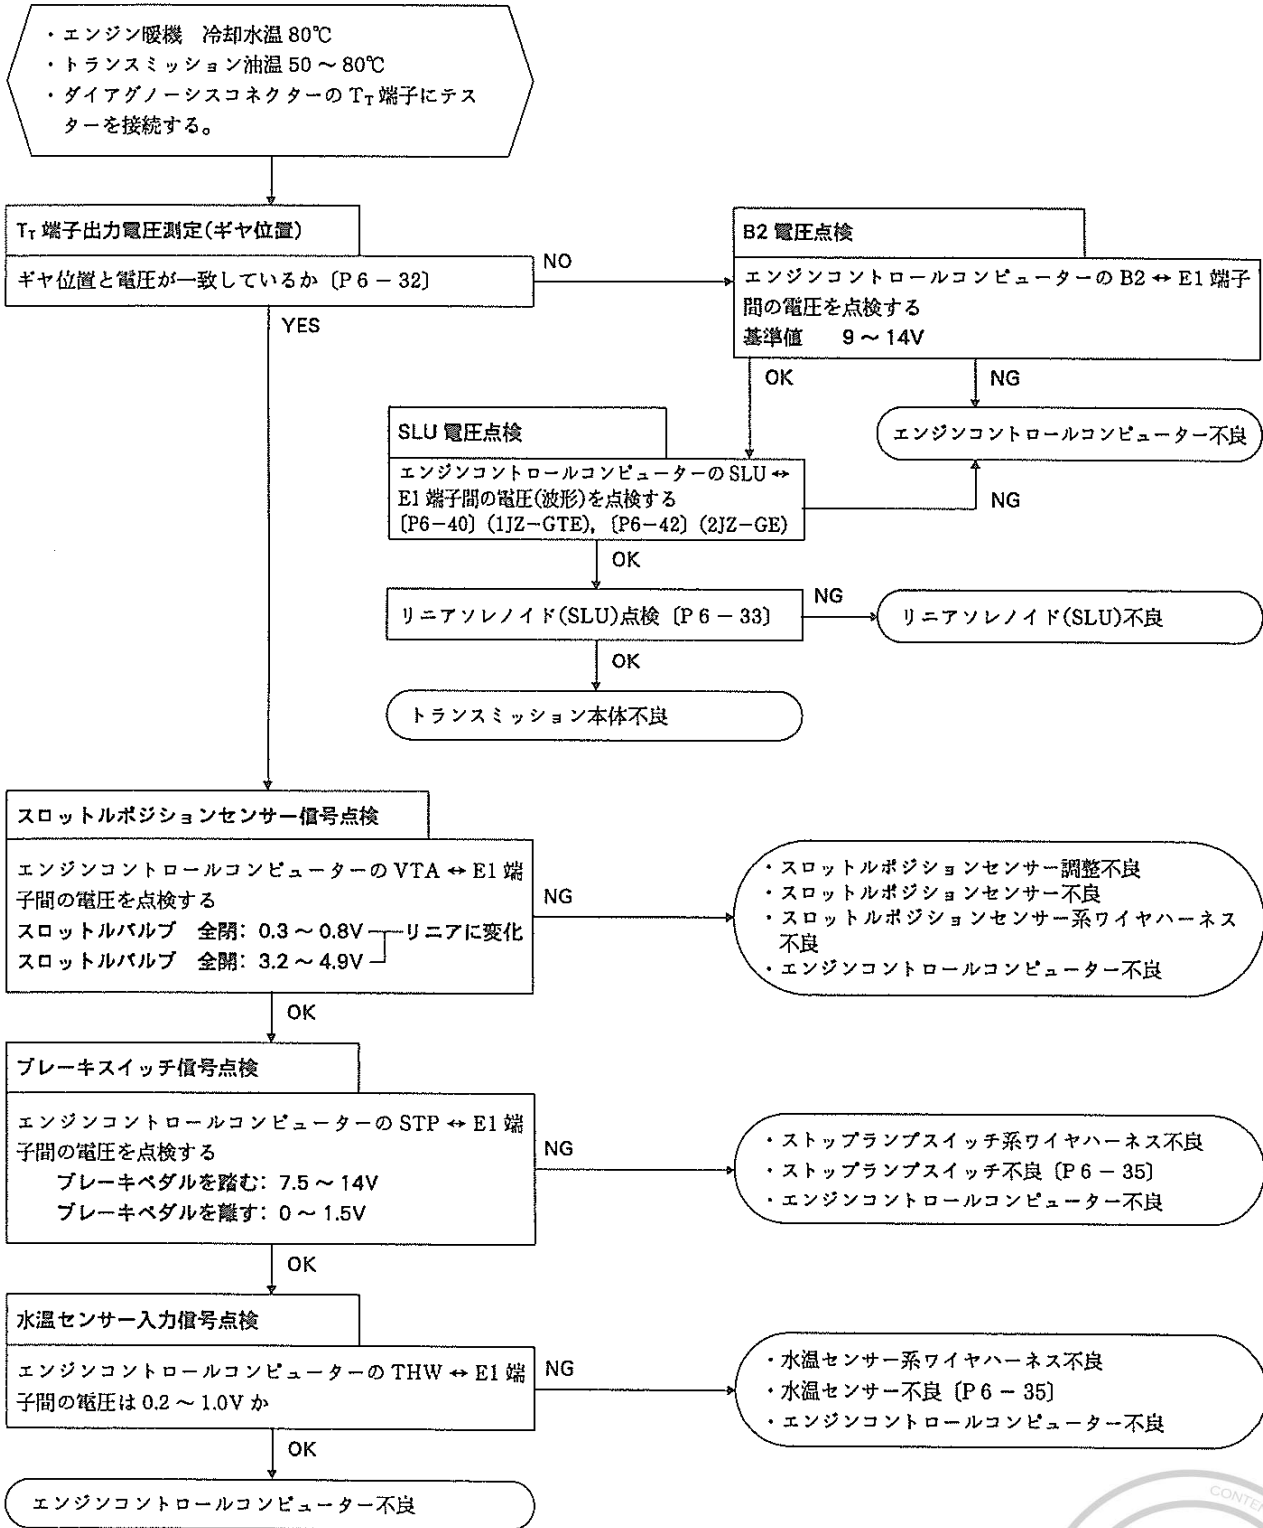 ・エンジン暖機 冷却水温 80℃
・トランスミッション油温 50 ～ 80℃
・ダイアグノーシスコネクターの TT 端子にテス
ターを接続する。
TT 端子出力電圧測定(ギヤ位置)
ギヤ位置と電圧が一致しているか〔P 6 − 32〕
NO
YES
B2 電圧点検
エンジンコントロールコンピューターの B2 ↔ E1 端子
間の電圧を点検する
基準値 9 ～ 14V
OK
NG
エンジンコントロールコンピューター不良
SLU 電圧点検
エンジンコントロールコンピューターの SLU ↔
E1 端子間の電圧(波形)を点検する
〔P6−40〕(1JZ−GTE),〔P6−42〕(2JZ−GE)
NG
OK
リニアソレノイド(SLU)点検〔P 6 − 33〕
NG
リニアソレノイド(SLU)不良
OK
トランスミッション本体不良
スロットルポジションセンサー信号点検
エンジンコントロールコンピューターの VTA ↔ E1 端
子間の電圧を点検する
スロットルバルブ 全閉: 0.3 ～ 0.8V リニアに変化
スロットルバルブ 全開: 3.2 ～ 4.9V
NG
・スロットルポジションセンサー調整不良
・スロットルポジションセンサー不良
・スロットルポジションセンサー系ワイヤハーネス
不良
・エンジンコントロールコンピューター不良
OK
ブレーキスイッチ信号点検
エンジンコントロールコンピューターの STP ↔ E1 端
子間の電圧を点検する
ブレーキペダルを踏む: 7.5 ～ 14V
ブレーキペダルを離す: 0 ～ 1.5V
NG
・ストップランプスイッチ系ワイヤハーネス不良
・ストップランプスイッチ不良〔P 6 − 35〕
・エンジンコントロールコンピューター不良
OK
水温センサー入力信号点検
エンジンコントロールコンピューターの THW ↔ E1 端
子間の電圧は 0.2 ～ 1.0V か
NG
・水温センサー系ワイヤハーネス不良
・水温センサー不良〔P 6 − 35〕
・エンジンコントロールコンピューター不良
OK
エンジンコントロールコンピューター不良